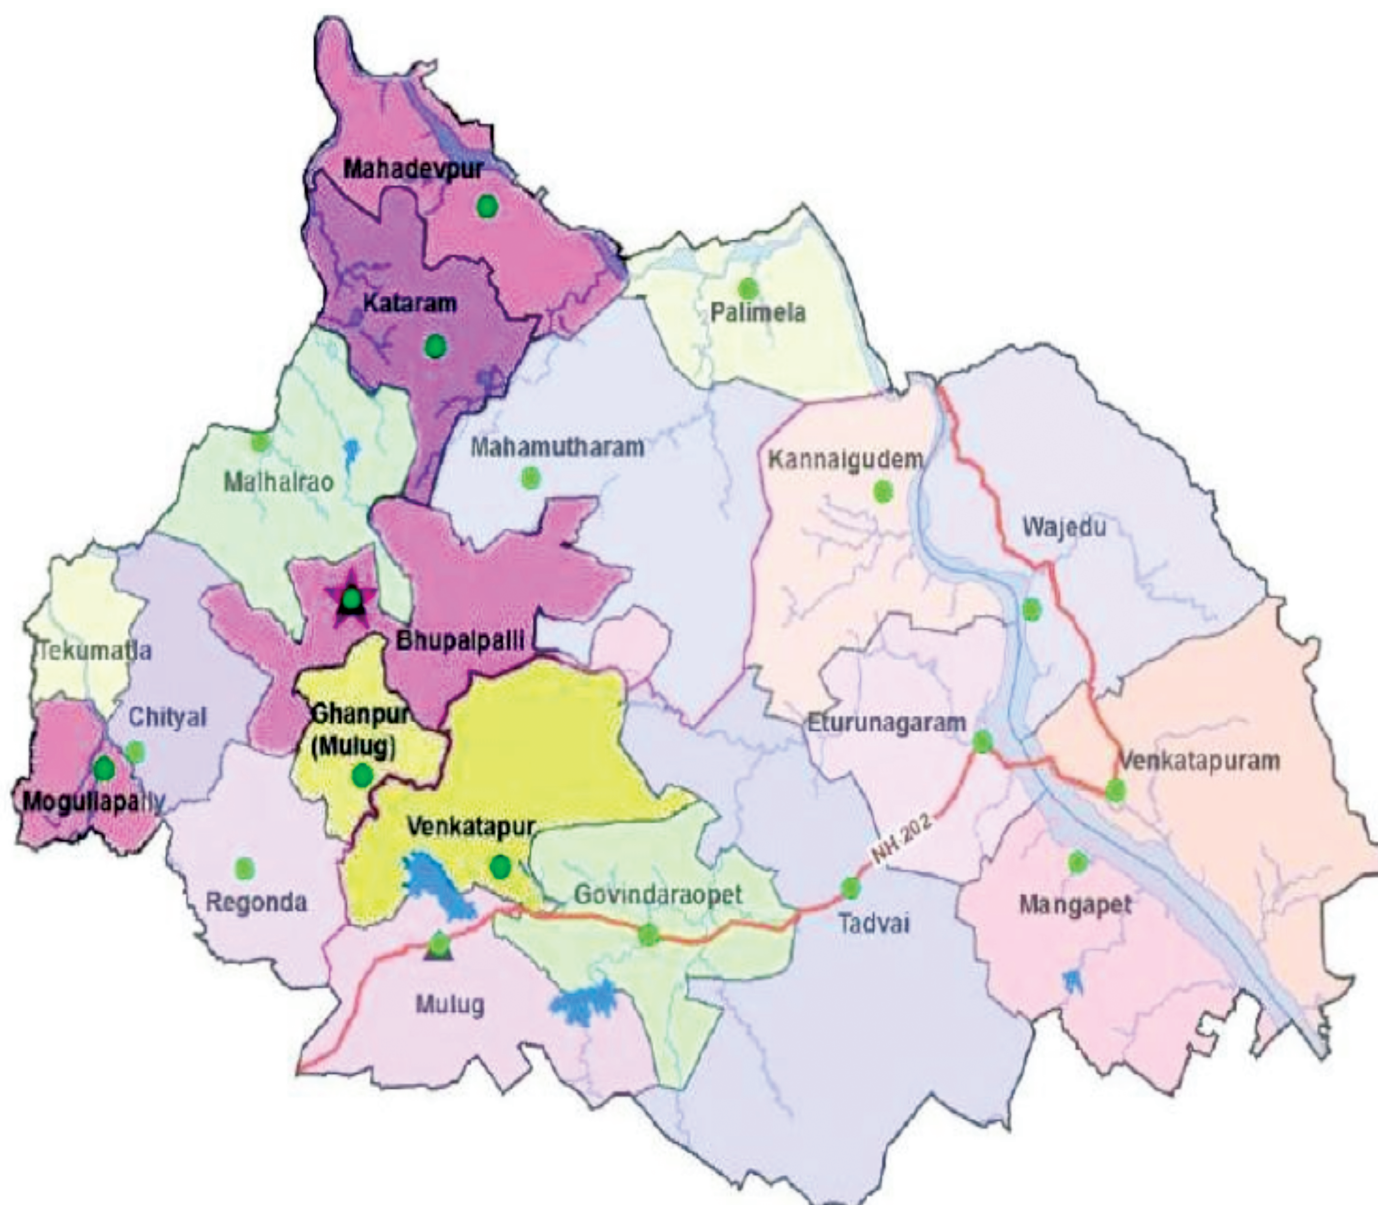 Mahadevpur
Kataram
Palimela
Mahamutharam
Kannaigudem
Malhalrao
Wajedu
Bhupalpalli
Tekumatla
Chityal
Ghanpur
(Mulug)
Eturunagaram
Venkatapuram
Mogullapally
Venkatapur
NH 202
Regonda
Govindaraopet
Tadvai
Mangapet
Mulug